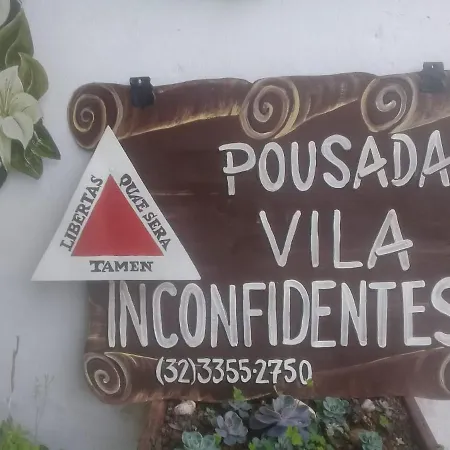 POUSADA
VILA
INCONFIDENTES
(32)3355-2750
LIBERTAS
QUAE SERA
TAMEN